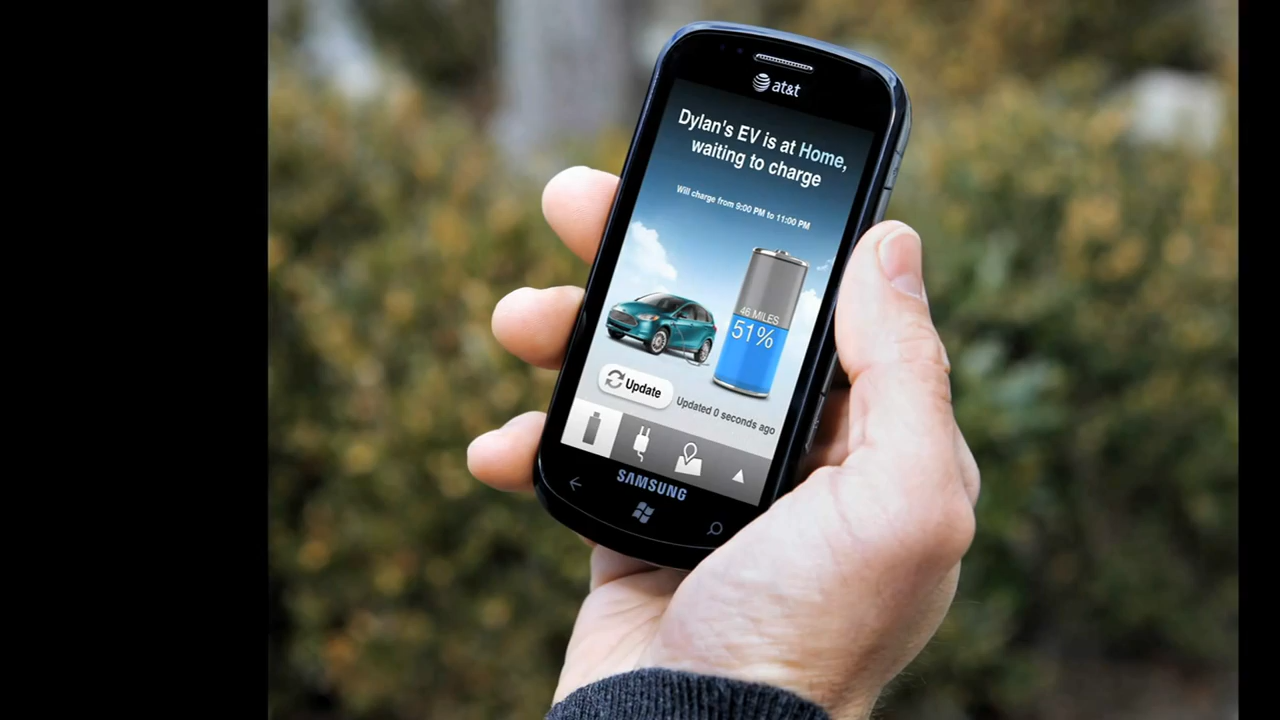 at&t
Dylan's EV is at Home,
waiting to charge
Will charge from 9:00 PM to 11:00 PM
46 MILES
51%
Update
Updated 0 seconds ago
SAMSUNG